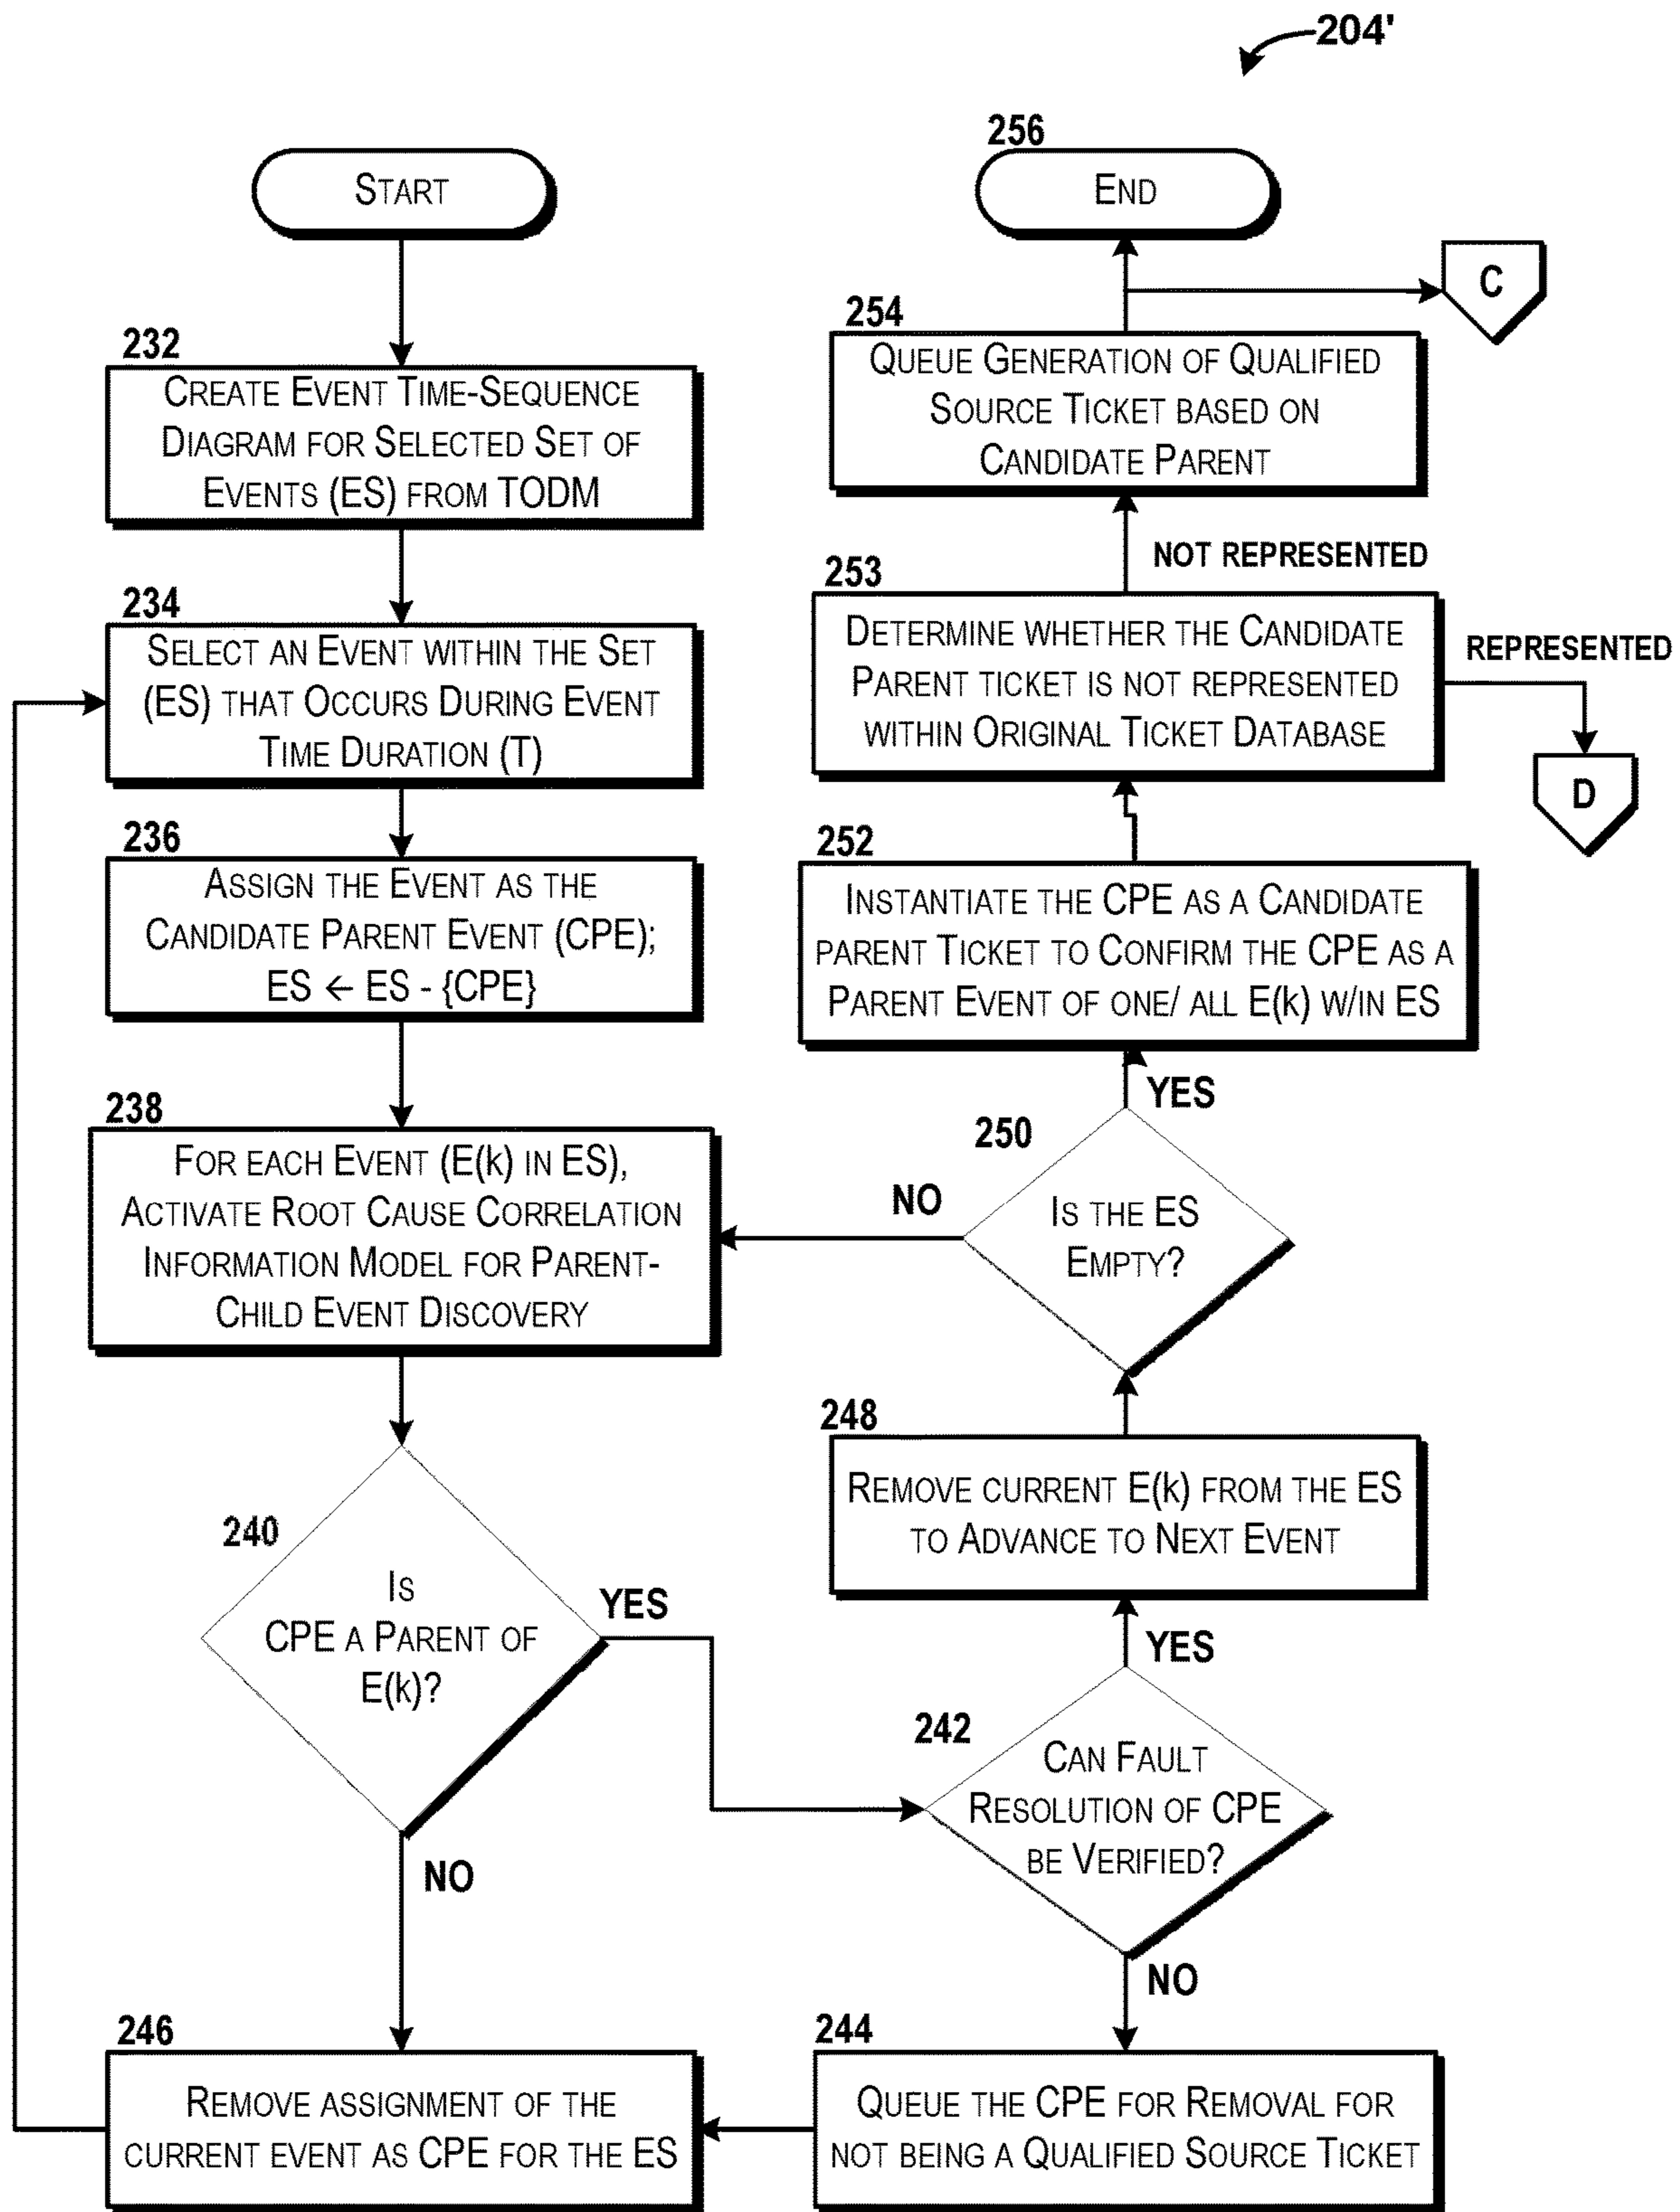 204'
START
232
CREATE EVENT TIME-SEQUENCE
DIAGRAM FOR SELECTED SET OF
EVENTS (ES) FROM TODM
234
SELECT AN EVENT WITHIN THE SET
(ES) THAT OCCURS DURING EVENT
TIME DURATION (T)
236
ASSIGN THE EVENT AS THE
CANDIDATE PARENT EVENT (CPE);
ES ← ES - {CPE}
238
FOR EACH EVENT (E(k) IN ES),
ACTIVATE ROOT CAUSE CORRELATION
INFORMATION MODEL FOR PARENT-
CHILD EVENT DISCOVERY
240
IS
CPE A PARENT OF
E(k)?
YES
NO
246
REMOVE ASSIGNMENT OF THE
CURRENT EVENT AS CPE FOR THE ES
256
END
C
254
QUEUE GENERATION OF QUALIFIED
SOURCE TICKET BASED ON
CANDIDATE PARENT
NOT REPRESENTED
253
DETERMINE WHETHER THE CANDIDATE
PARENT TICKET IS NOT REPRESENTED
WITHIN ORIGINAL TICKET DATABASE
REPRESENTED
D
252
INSTANTIATE THE CPE AS A CANDIDATE
PARENT TICKET TO CONFIRM THE CPE AS A
PARENT EVENT OF ONE/ ALL E(k) W/IN ES
YES
250
NO
IS THE ES
EMPTY?
248
REMOVE CURRENT E(k) FROM THE ES
TO ADVANCE TO NEXT EVENT
YES
242
CAN FAULT
RESOLUTION OF CPE
BE VERIFIED?
NO
244
QUEUE THE CPE FOR REMOVAL FOR
NOT BEING A QUALIFIED SOURCE TICKET